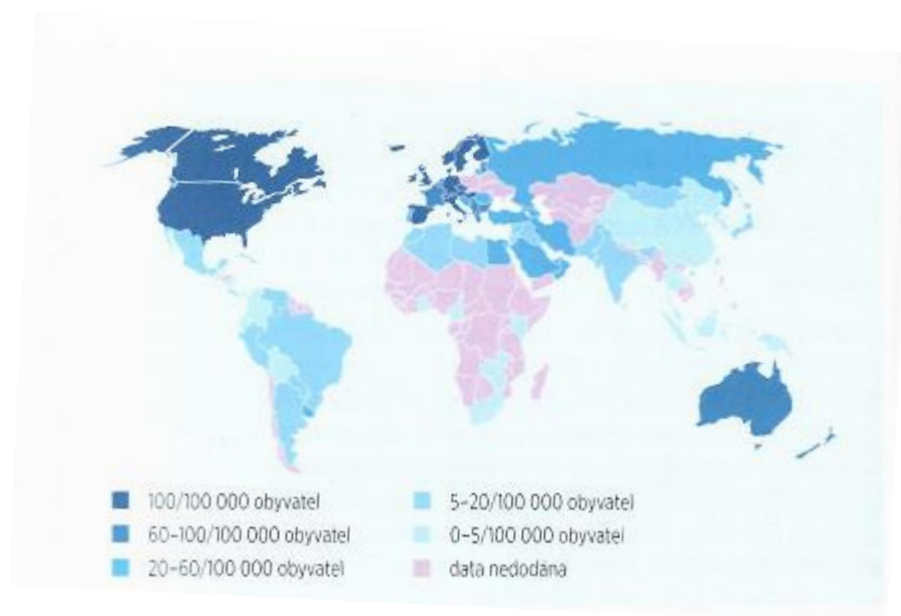 100/100 000 obyvatel
60–100/100 000 obyvatel
20–60/100 000 obyvatel
5–20/100 000 obyvatel
0–5/100 000 obyvatel
data nedodána